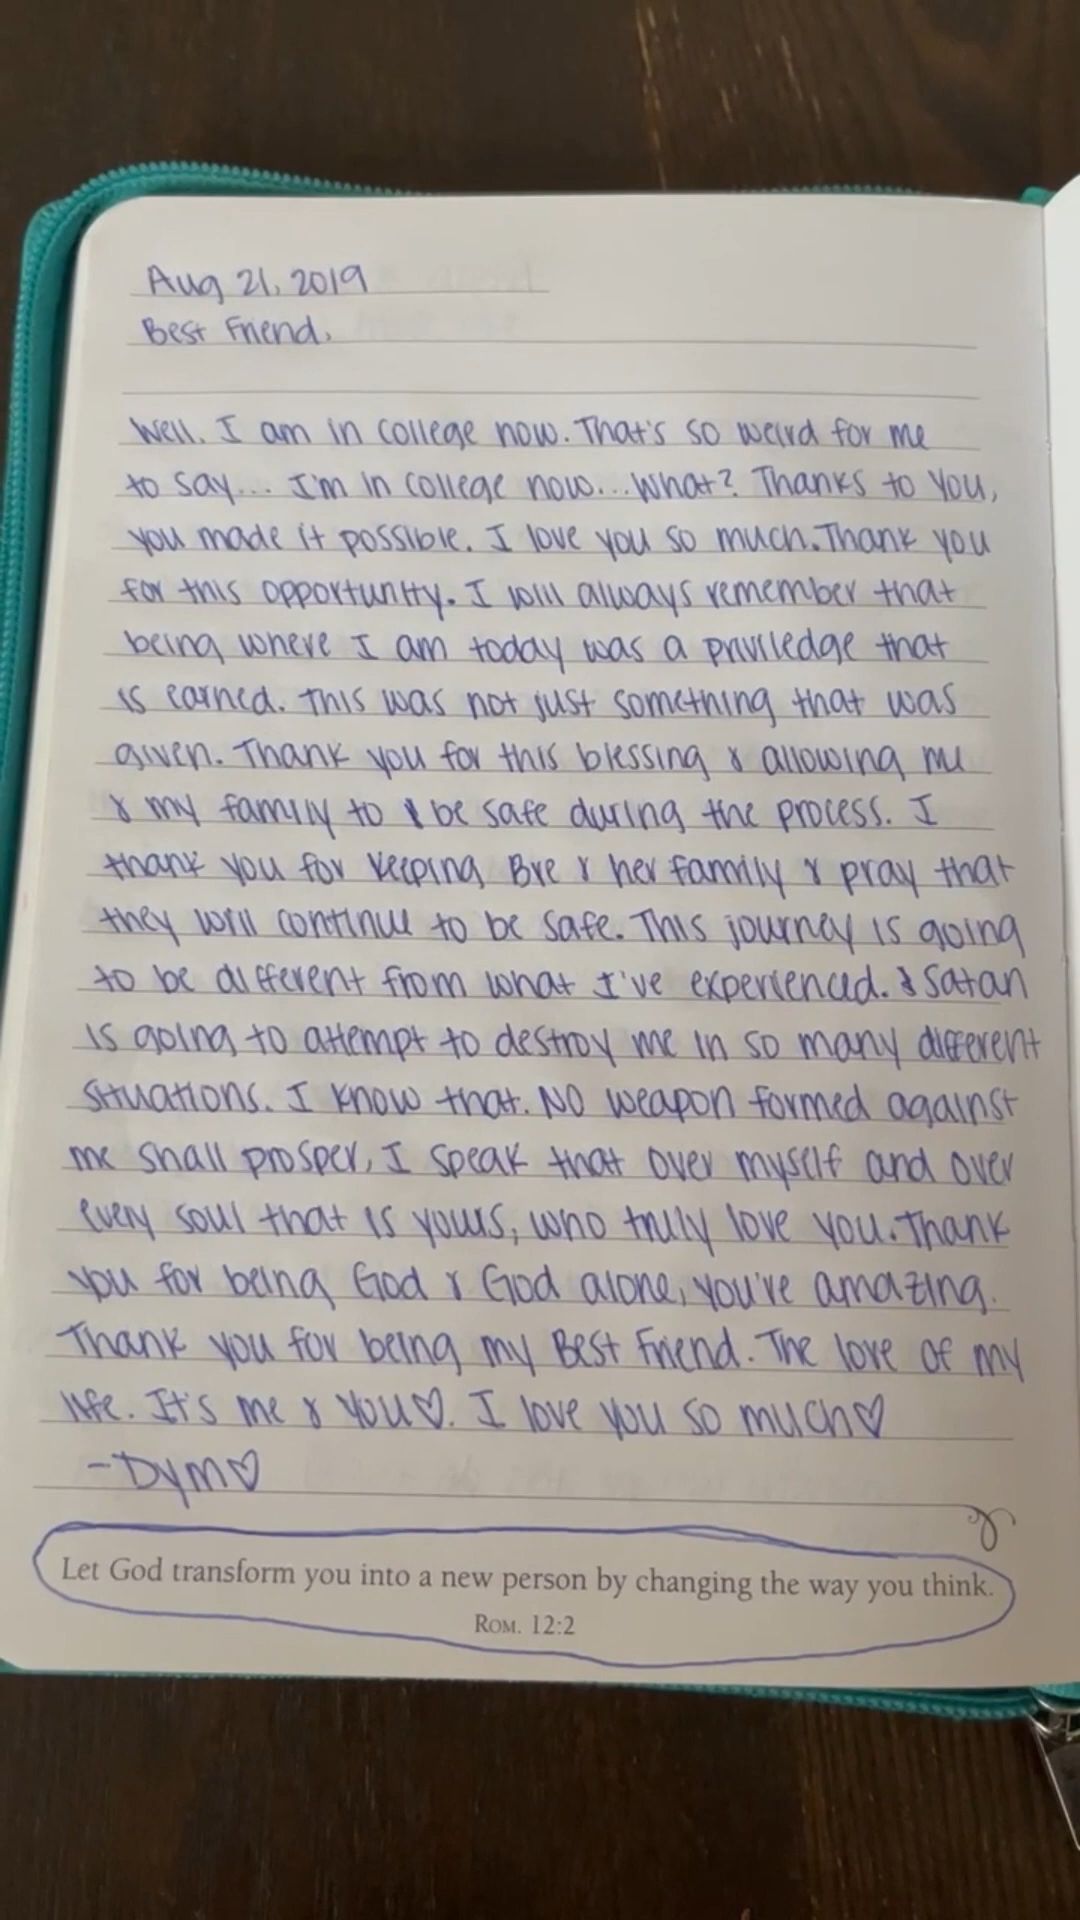 Aug 21, 2019
Best Friend,
Well. I am in college now. That's so weird for me
to say... I'm in college now...What? Thanks to You,
you made it possible. I love you so much. Thank you
for this opportunity. I will always remember that
being where I am today was a priviledge that
is earned. This was not just something that was
given. Thank you for this blessing & allowing me
& my family to be safe during the process. I
thank you for keeping Bre & her family & pray that
they will continue to be safe. This journey is going
to be different from what I've experienced. & Satan
is going to attempt to destroy me in so many different
situations. I know that. NO weapon formed against
me shall prosper, I speak that over myself and over
every soul that is yours, who truly love you. Thank
you for being God & God alone, you're amazing.
Thank you for being my Best Friend. The love of my
life. It's me & You♡. I love you so much♡
-Dym♡
Let God transform you into a new person by changing the way you think.
ROM. 12:2